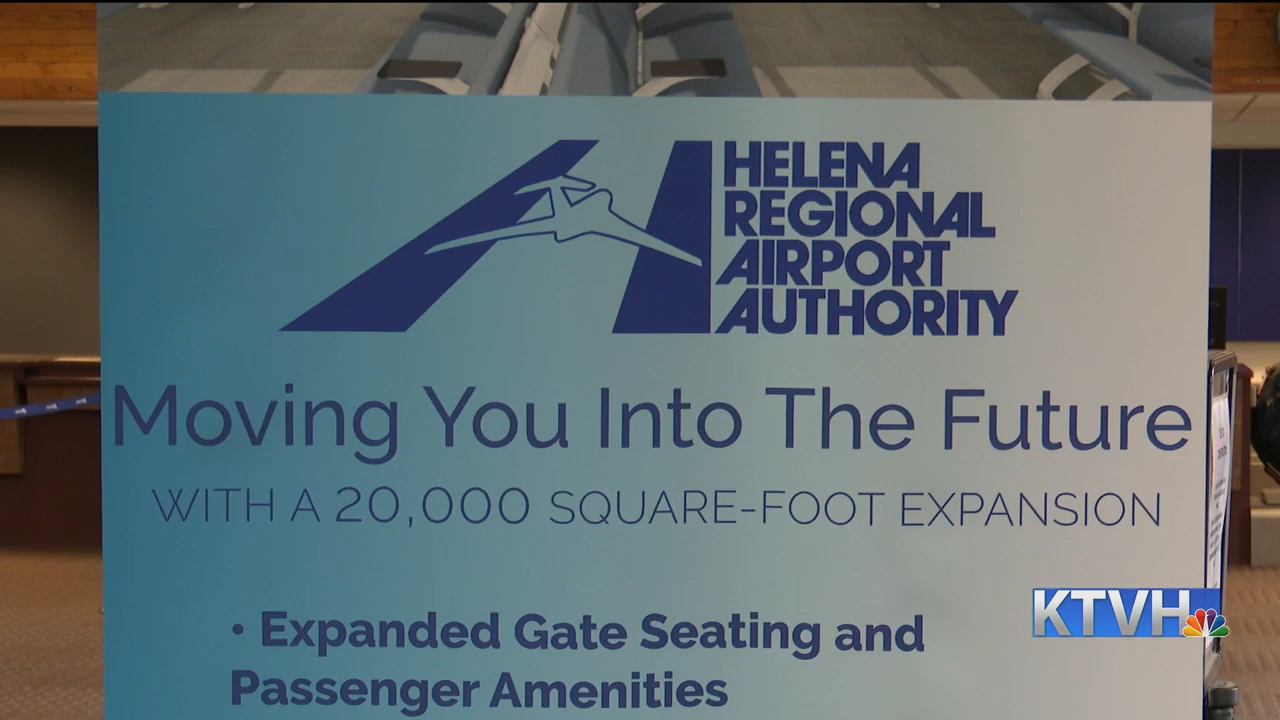 HELENA
REGIONAL
AIRPORT
AUTHORITY
Moving You Into The Future
WITH A 20,000 SQUARE-FOOT EXPANSION
• Expanded Gate Seating and
Passenger Amenities
KTVH